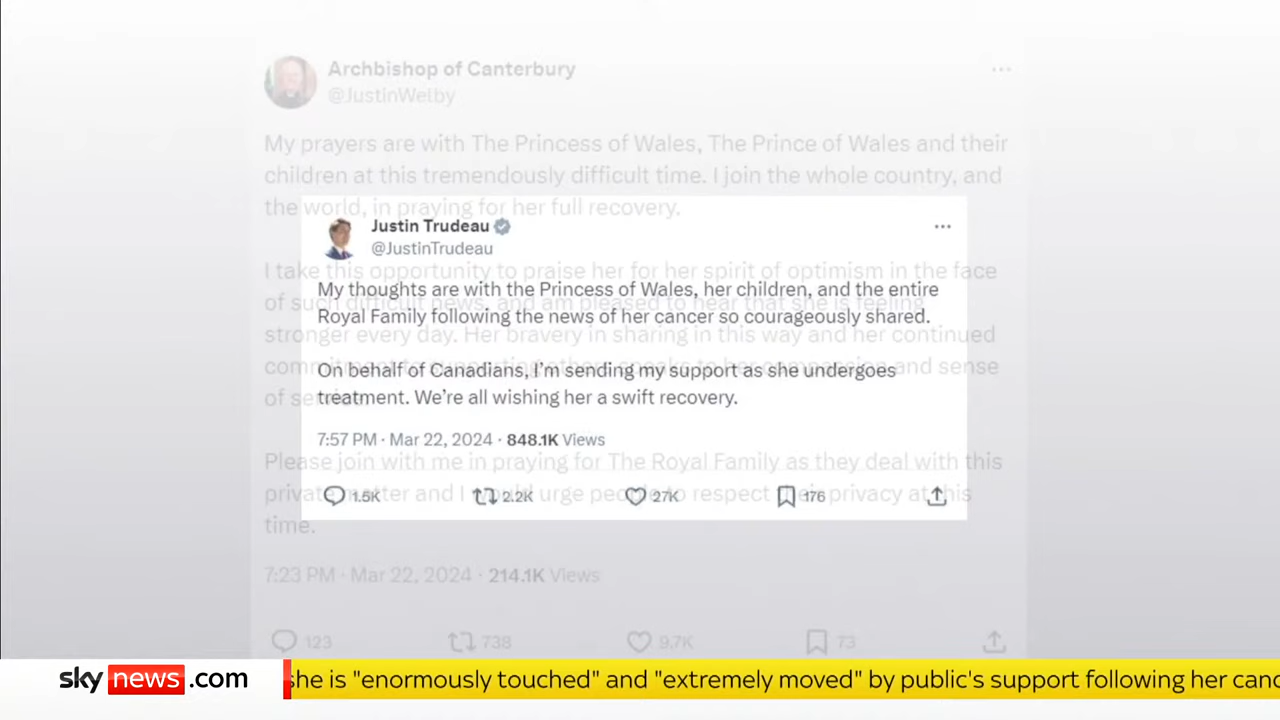 Archbishop of Canterbury
@JustinWelby
My prayers are with The Princess of Wales, The Prince of Wales and their
children at this tremendously difficult time. I join the whole country, and
the world, in praying for her full recovery.
Justin Trudeau
@JustinTrudeau
My thoughts are with the Princess of Wales, her children, and the entire
Royal Family following the news of her cancer so courageously shared.
On behalf of Canadians, I'm sending my support as she undergoes
treatment. We're all wishing her a swift recovery.
7:57 PM · Mar 22, 2024 · 848.1K Views
1.5K 2.2K 27K 176
I take this opportunity to praise her for her spirit of optimism in the face
of such difficult news, and am pleased to hear that she is feeling
stronger every day. Her bravery in sharing in this way and her continued
commitment to supporting others speaks to her compassion and sense
of
Please join with me in praying for The Royal Family as they deal with this
private matter and I would urge people to respect their privacy at this
time.
7:23 PM · Mar 22, 2024 · 214.1K Views
123 738 9.7K 73
sky news.com
she is "enormously touched" and "extremely moved" by public's support following her canc